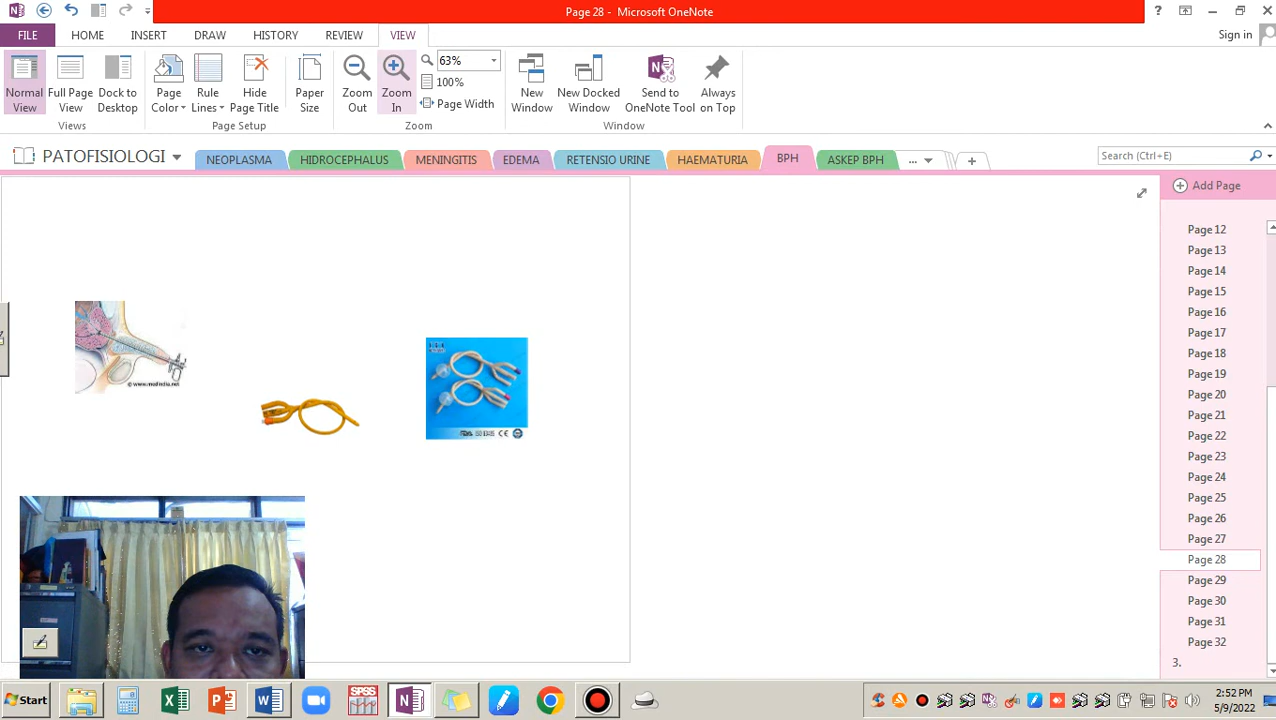 Page 28 - Microsoft OneNote
?
FILE HOME INSERT DRAW HISTORY REVIEW VIEW
Sign in
Normal View
Full Page View
Dock to Desktop
Views
Page Color
Rule Lines
Hide Page Title
Paper Size
Page Setup
Zoom Out
Zoom In
63%
100%
Page Width
Zoom
New Window
New Docked Window
Send to OneNote Tool
Always on Top
Window
PATOFISIOLOGI
NEOPLASMA HIDROCEPHALUS MENINGITIS EDEMA RETENSIO URINE HAEMATURIA BPH ASKEP BPH ...
Search (Ctrl+E)
Add Page
Page 12
Page 13
Page 14
Page 15
Page 16
Page 17
Page 18
Page 19
Page 20
Page 21
Page 22
Page 23
Page 24
Page 25
Page 26
Page 27
Page 28
Page 29
Page 30
Page 31
Page 32
3.
© www.medindia.net
FDA CE
Start
SPSS
2:52 PM
5/9/2022